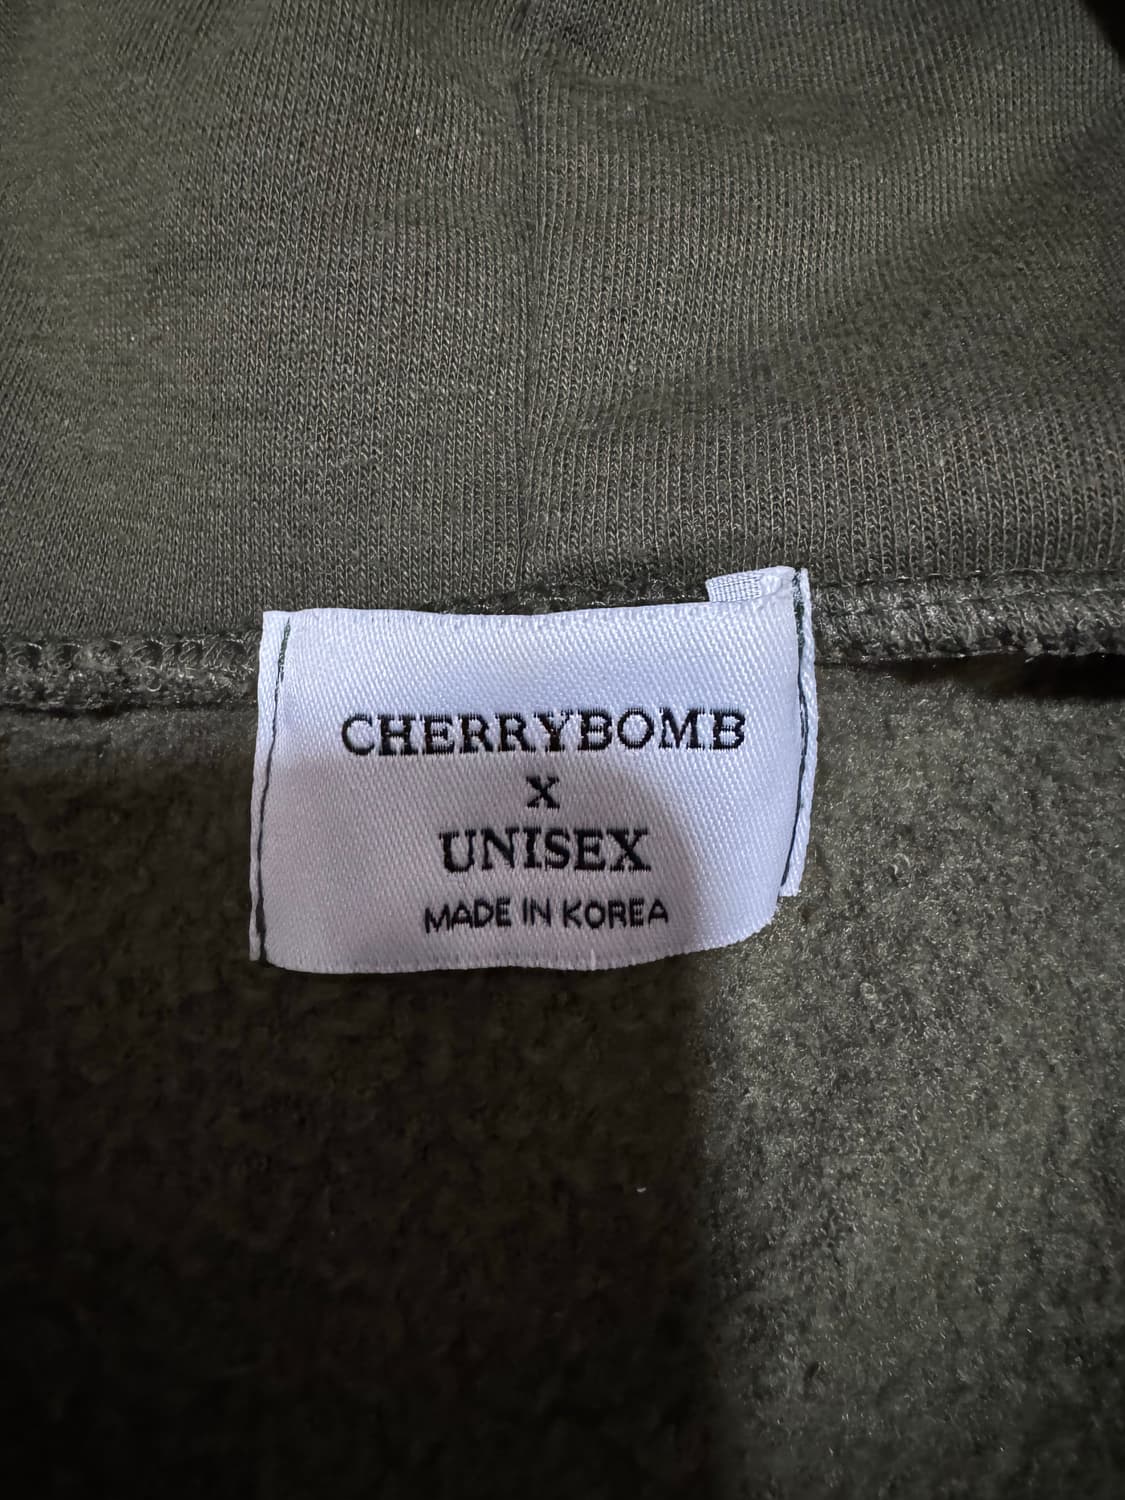 CHERRYBOMB
X
UNISEX
MADE IN KOREA